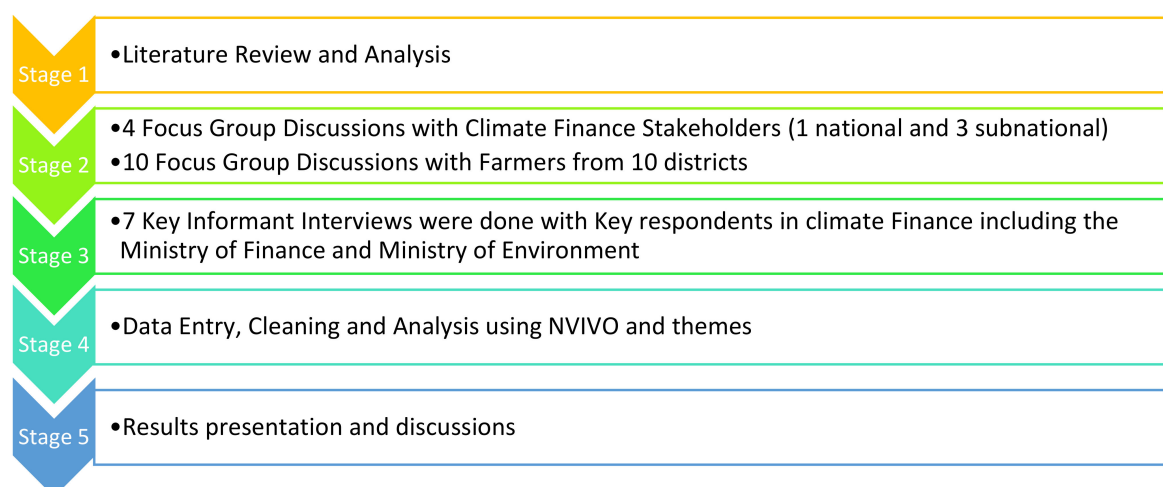 Stage 1
•Literature Review and Analysis
Stage 2
•4 Focus Group Discussions with Climate Finance Stakeholders (1 national and 3 subnational)
•10 Focus Group Discussions with Farmers from 10 districts
Stage 3
•7 Key Informant Interviews were done with Key respondents in climate Finance including the
Ministry of Finance and Ministry of Environment
Stage 4
•Data Entry, Cleaning and Analysis using NVIVO and themes
Stage 5
•Results presentation and discussions